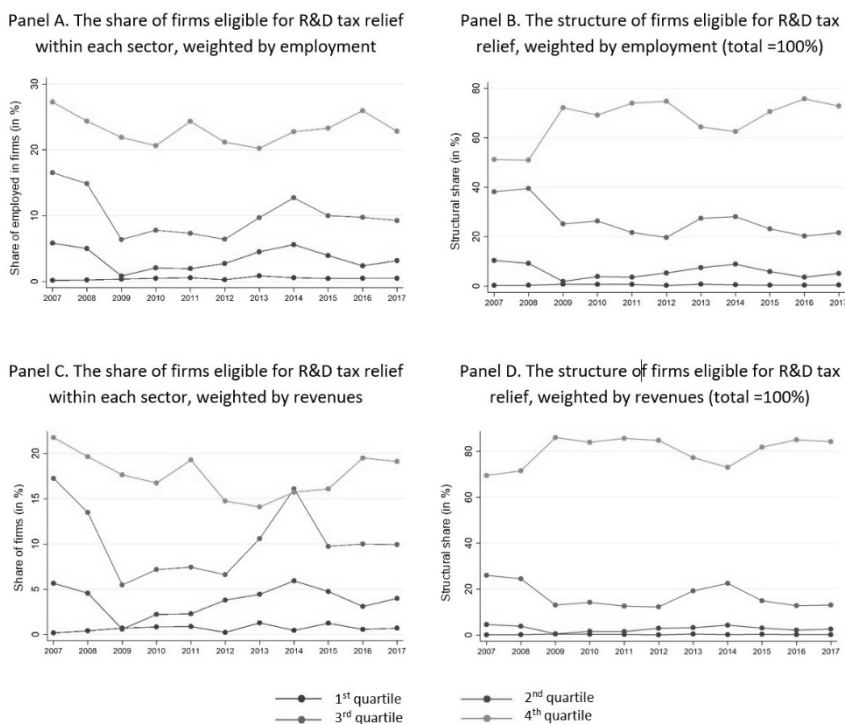 Panel A. The share of firms eligible for R&D tax relief
within each sector, weighted by employment
Share of employed in firms (in %)
30
20
10
0
2007 2008 2009 2010 2011 2012 2013 2014 2015 2016 2017
Panel B. The structure of firms eligible for R&D tax
relief, weighted by employment (total =100%)
Structural share (in %)
80
60
40
20
0
2007 2008 2009 2010 2011 2012 2013 2014 2015 2016 2017
Panel C. The share of firms eligible for R&D tax relief
within each sector, weighted by revenues
Share of firms (in %)
20
15
10
5
0
2007 2008 2009 2010 2011 2012 2013 2014 2015 2016 2017
Panel D. The structure of firms eligible for R&D tax
relief, weighted by revenues (total =100%)
Structural share (in %)
80
60
40
20
0
2007 2008 2009 2010 2011 2012 2013 2014 2015 2016 2017
1st quartile
2nd quartile
3rd quartile
4th quartile